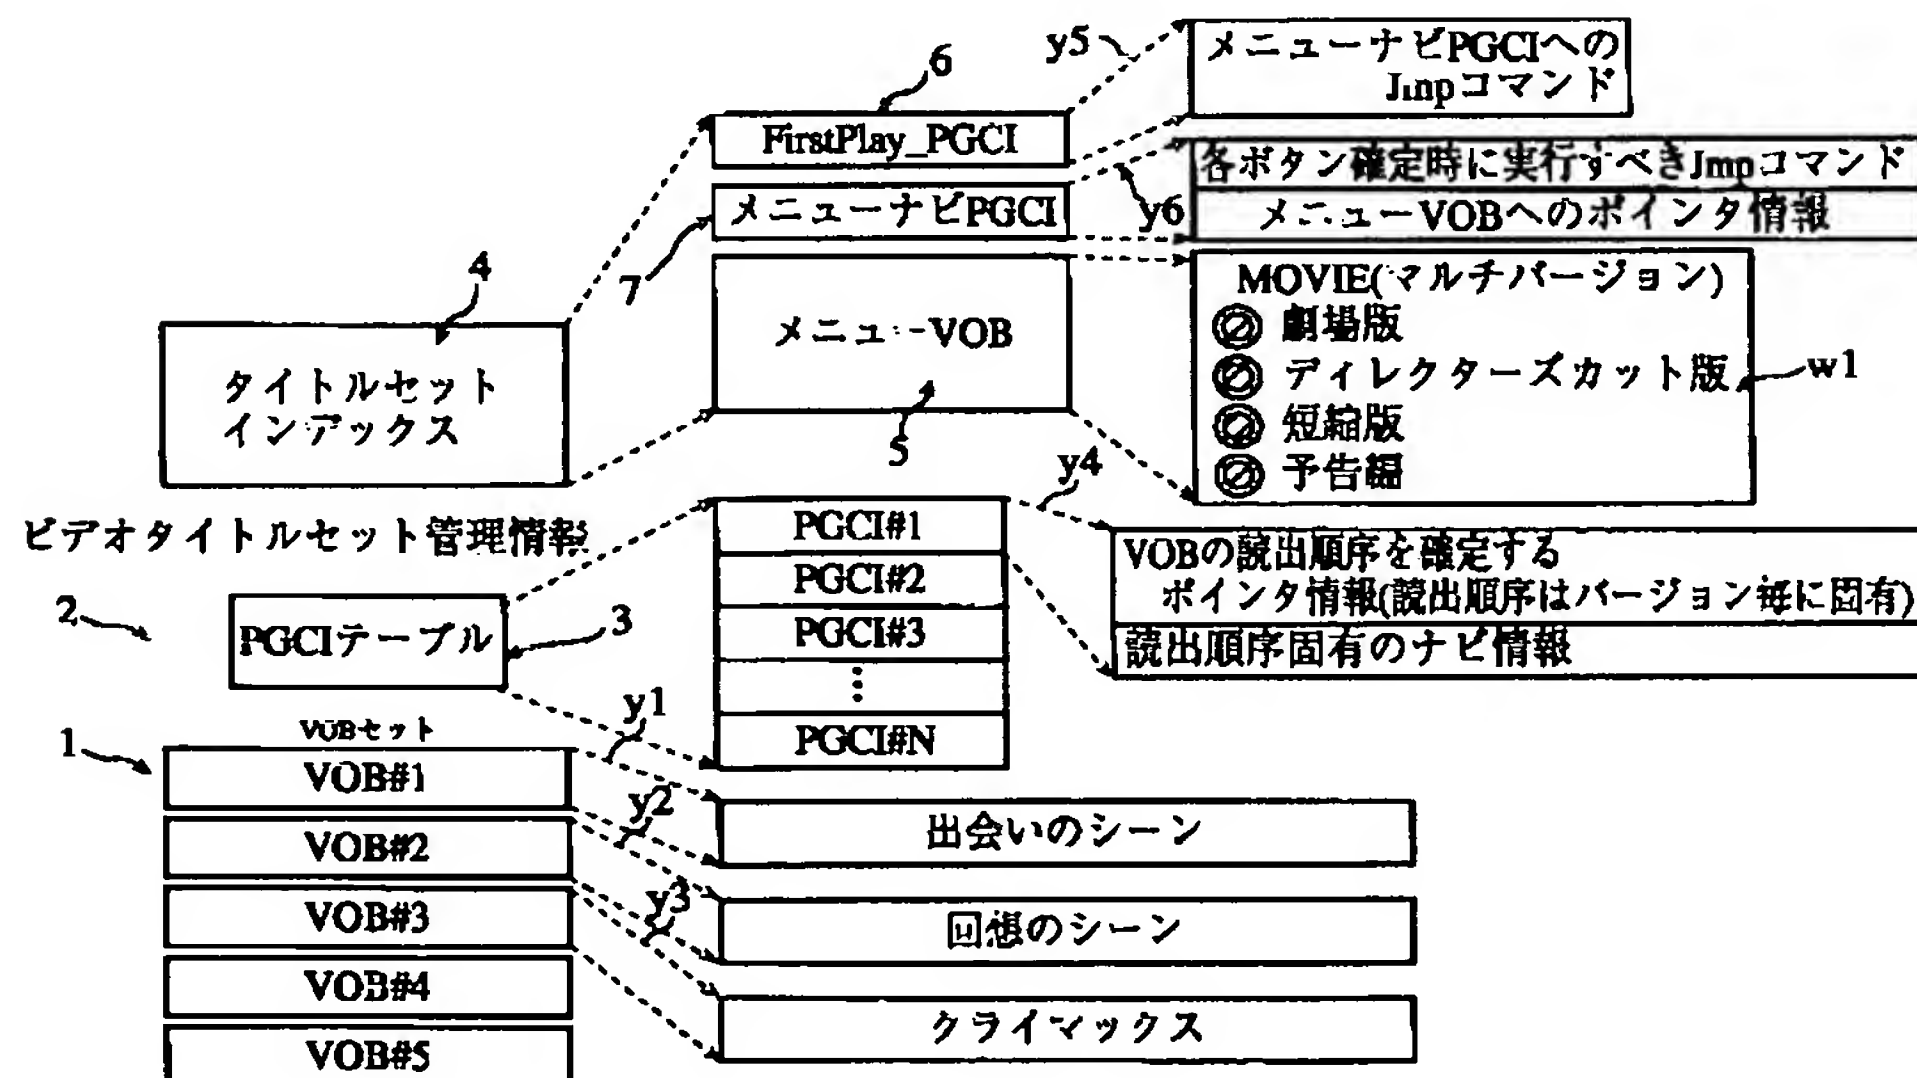 y5
メニューナビPGCIへの
Jmpコマンド
6
FirstPlay_PGCI
各ボタン確定時に実行すべきJmpコマンド
メニューナビPGCI
y6
メニューVOBへのポインタ情報
7
4
MOVIE(マルチバージョン)
劇場版
ディレクターズカット版
短縮版
予告編
w1
メニューVOB
5
タイトルセット
インデックス
y4
ビデオタイトルセット管理情報
PGCI#1
PGCI#2
PGCI#3
⋮
PGCI#N
VOBの読出順序を確定する
ポインタ情報(読出順序はバージョン毎に固有)
読出順序固有のナビ情報
2
PGCIテーブル
3
y1
VOBセット
1
VOB#1
VOB#2
VOB#3
VOB#4
VOB#5
y2
出会いのシーン
y3
回想のシーン
クライマックス